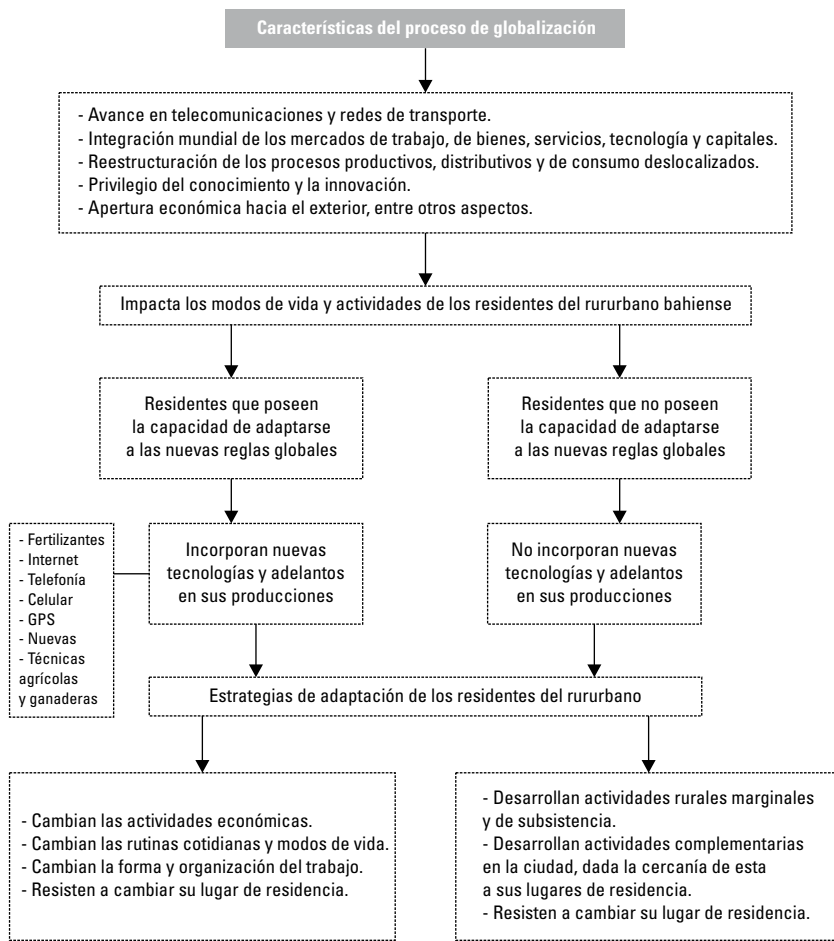 Características del proceso de globalización
- Avance en telecomunicaciones y redes de transporte.
- Integración mundial de los mercados de trabajo, de bienes, servicios, tecnología y capitales.
- Reestructuración de los procesos productivos, distributivos y de consumo deslocalizados.
- Privilegio del conocimiento y la innovación.
- Apertura económica hacia el exterior, entre otros aspectos.
Impacta los modos de vida y actividades de los residentes del rururbano bahiense
Residentes que poseen
la capacidad de adaptarse
a las nuevas reglas globales
Residentes que no poseen
la capacidad de adaptarse
a las nuevas reglas globales
- Fertilizantes
- Internet
- Telefonía
- Celular
- GPS
- Nuevas
- Técnicas
agrícolas
y ganaderas
Incorporan nuevas
tecnologías y adelantos
en sus producciones
No incorporan nuevas
tecnologías y adelantos
en sus producciones
Estrategias de adaptación de los residentes del rururbano
- Cambian las actividades económicas.
- Cambian las rutinas cotidianas y modos de vida.
- Cambian la forma y organización del trabajo.
- Resisten a cambiar su lugar de residencia.
- Desarrollan actividades rurales marginales
y de subsistencia.
- Desarrollan actividades complementarias
en la ciudad, dada la cercanía de esta
a sus lugares de residencia.
- Resisten a cambiar su lugar de residencia.